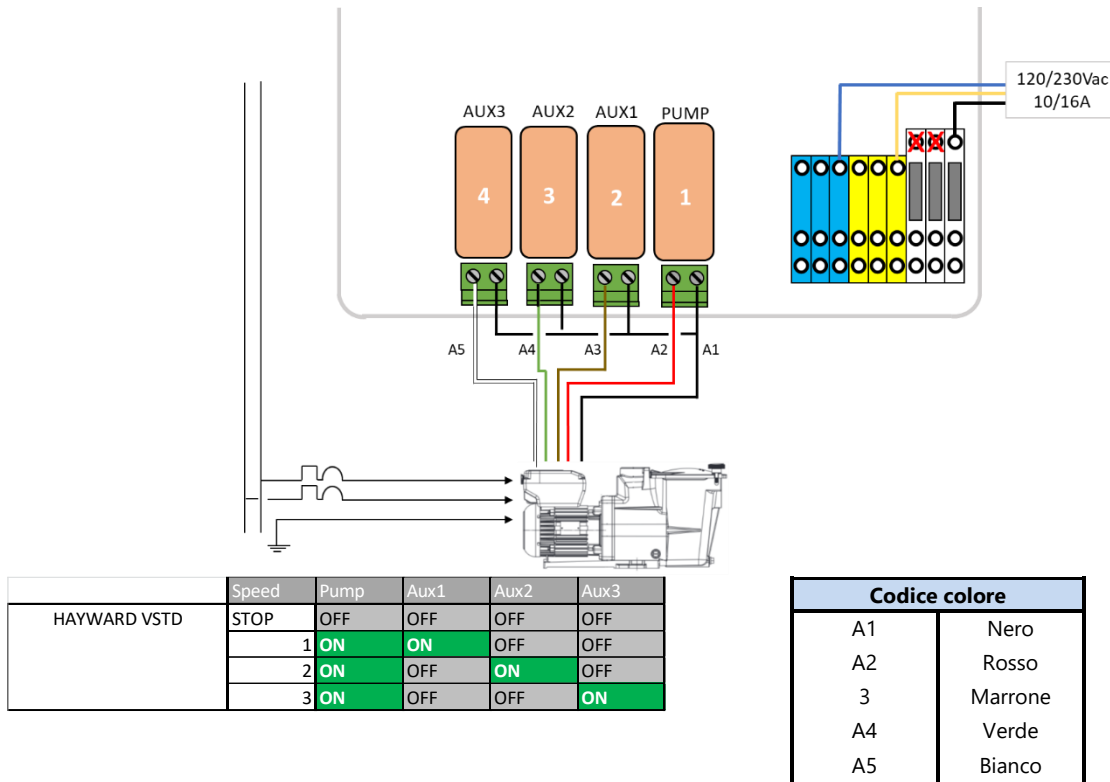 120/230Vac
10/16A
AUX3 AUX2 AUX1 PUMP
4 3 2 1
A5 A4 A3 A2 A1
Speed Pump Aux1 Aux2 Aux3
HAYWARD VSTD STOP OFF OFF OFF OFF
1 ON ON OFF OFF
2 ON OFF ON OFF
3 ON OFF OFF ON
Codice colore
A1 Nero
A2 Rosso
3 Marrone
A4 Verde
A5 Bianco